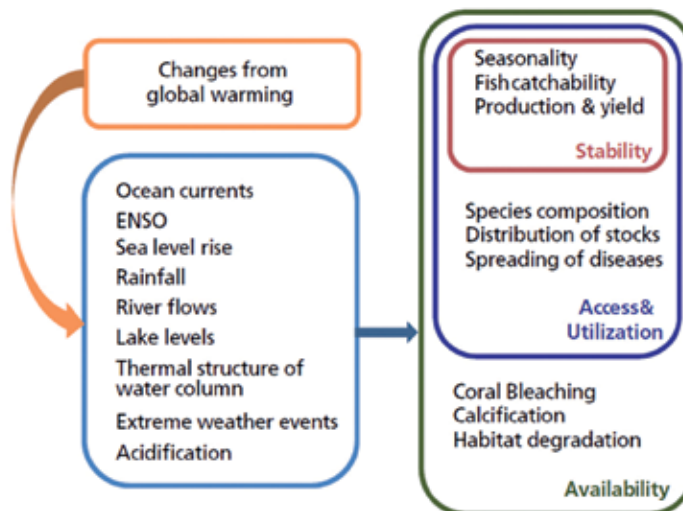 Changes from
global warming
Ocean currents
ENSO
Sea level rise
Rainfall
River flows
Lake levels
Thermal structure of
water column
Extreme weather events
Acidification
Seasonality
Fishcatchability
Production & yield
Stability
Species composition
Distribution of stocks
Spreading of diseases
Access&
Utilization
Coral Bleaching
Calcification
Habitat degradation
Availability